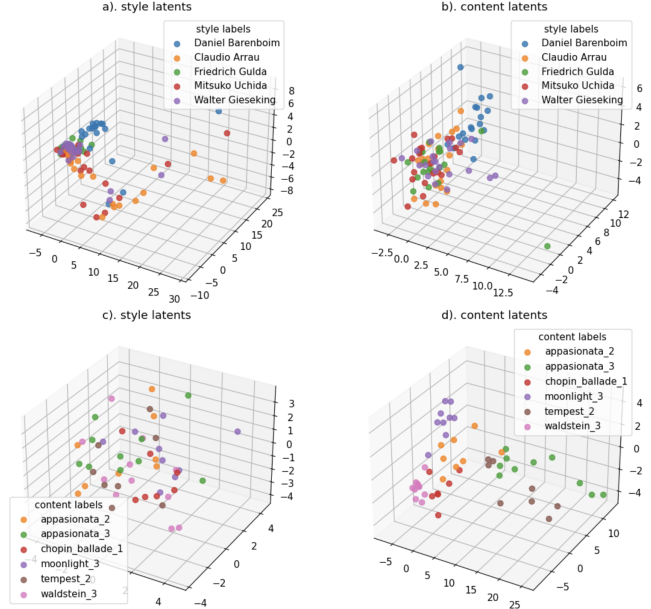 a). style latents
style labels
Daniel Barenboim
Claudio Arrau
Friedrich Gulda
Mitsuko Uchida
Walter Gieseking
8
6
4
2
0
−2
−4
−6
−8
25
20
15
10
5
0
−5
−10
−5
0
5
10
15
20
25
30
b). content latents
style labels
Daniel Barenboim
Claudio Arrau
Friedrich Gulda
Mitsuko Uchida
Walter Gieseking
6
4
2
0
−2
−4
12
10
8
6
4
2
0
−2
−4
−2.5
0.0
2.5
5.0
7.5
10.0
12.5
c). style latents
content labels
appasionata_2
appasionata_3
chopin_ballade_1
moonlight_3
tempest_2
waldstein_3
3
2
1
0
−1
−2
−3
−4
4
2
0
−2
−4
2
4
d). content latents
content labels
appasionata_2
appasionata_3
chopin_ballade_1
moonlight_3
tempest_2
waldstein_3
4
2
0
−2
−4
10
5
0
−5
−5
0
5
10
15
20
25